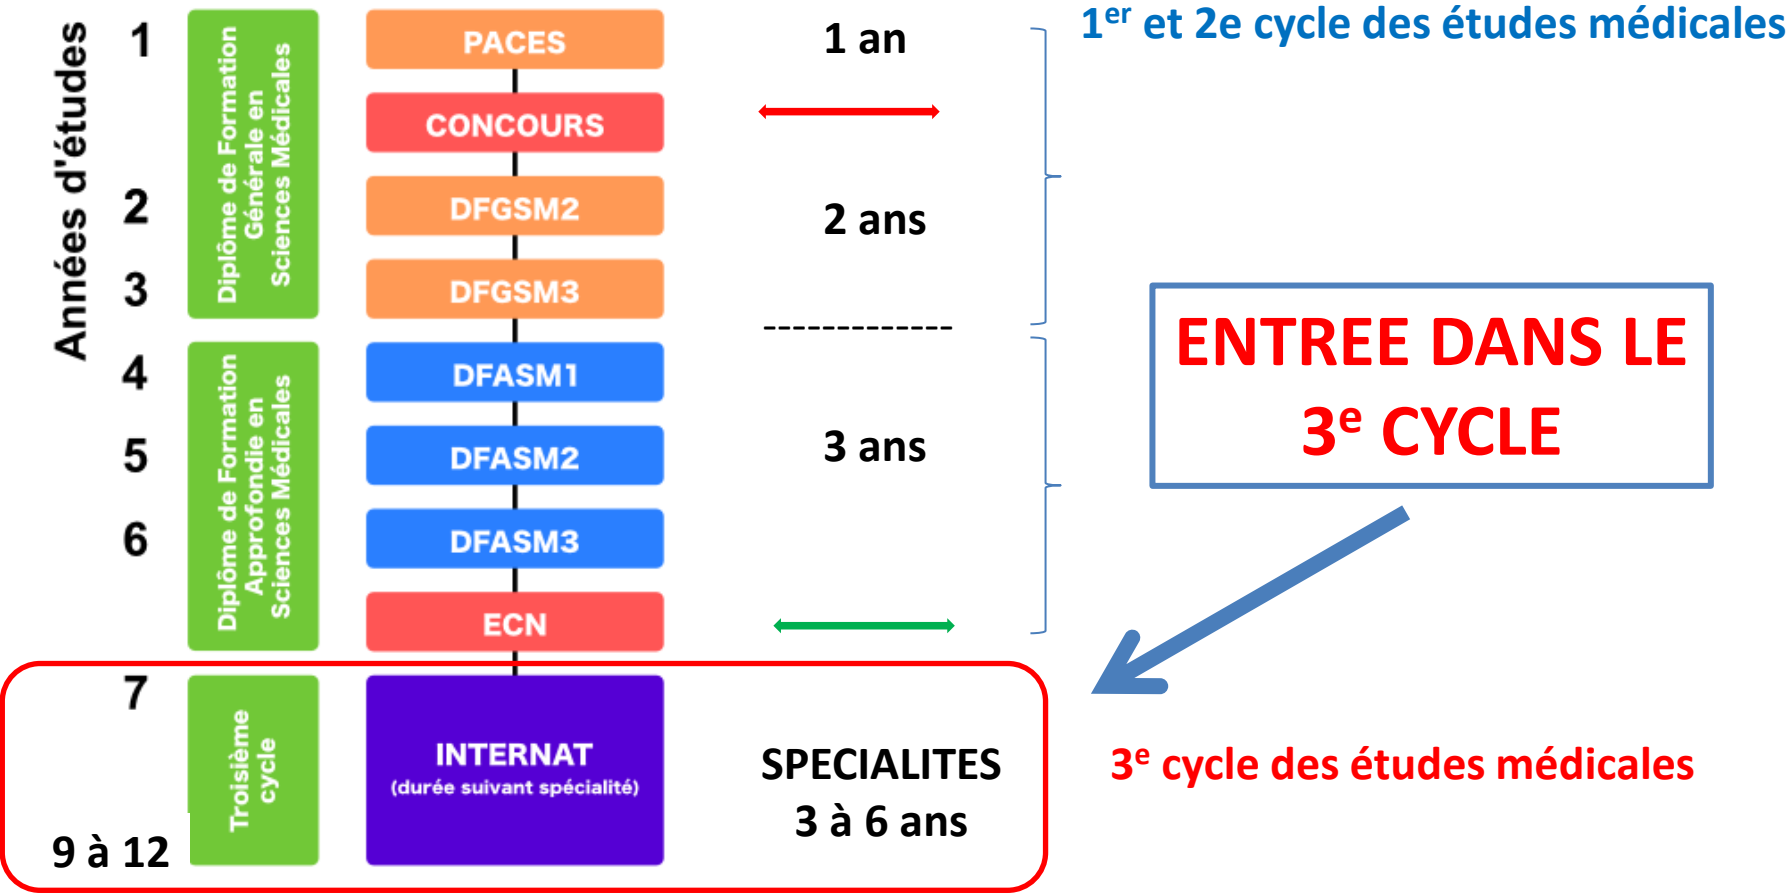 1er et 2e cycle des études médicales
Années d'études
1
Diplôme de Formation
Générale en
Sciences Médicales
PACES
1 an
CONCOURS
2
DFGSM2
2 ans
3
DFGSM3
ENTREE DANS LE
3e CYCLE
4
Diplôme de Formation
Approfondie en
Sciences Médicales
DFASM1
5
DFASM2
3 ans
6
DFASM3
ECN
7
Troisième
cycle
INTERNAT
(durée suivant spécialité)
SPECIALITES
3 à 6 ans
3e cycle des études médicales
9 à 12